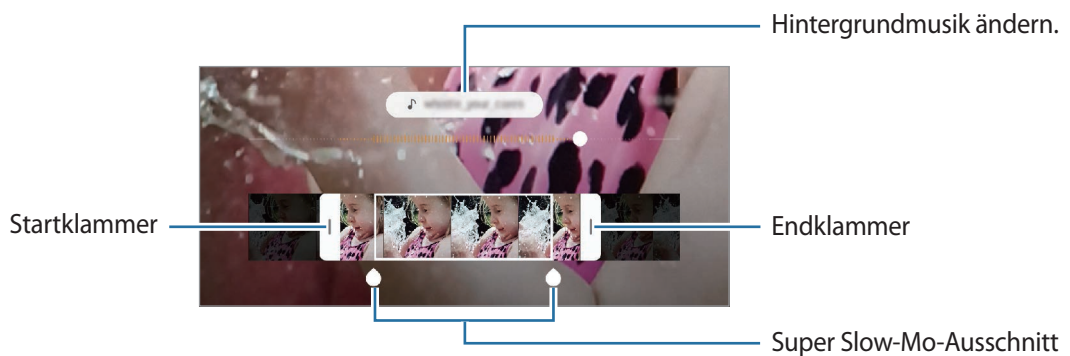 Hintergrundmusik ändern.
Startklammer
Endklammer
Super Slow-Mo-Ausschnitt